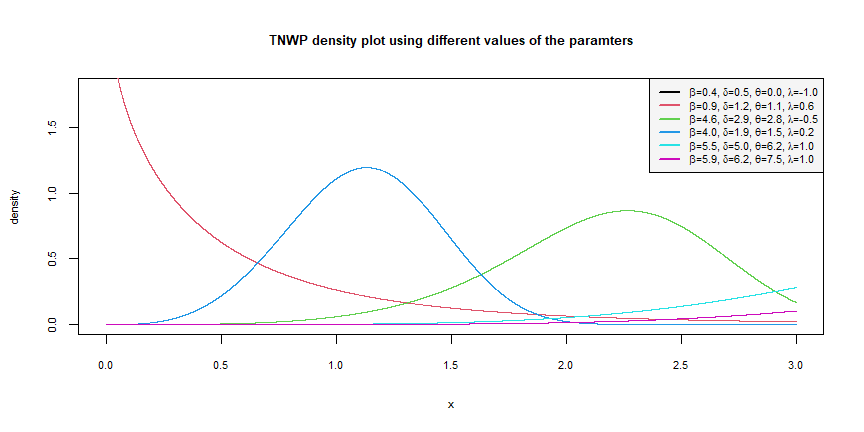 TNWP density plot using different values of the paramters
β=0.4, δ=0.5, θ=0.0, λ=-1.0
β=0.9, δ=1.2, θ=1.1, λ=0.6
β=4.6, δ=2.9, θ=2.8, λ=-0.5
β=4.0, δ=1.9, θ=1.5, λ=0.2
β=5.5, δ=5.0, θ=6.2, λ=1.0
β=5.9, δ=6.2, θ=7.5, λ=1.0
density
1.5
1.0
0.5
0.0
0.0 0.5 1.0 1.5 2.0 2.5 3.0
x